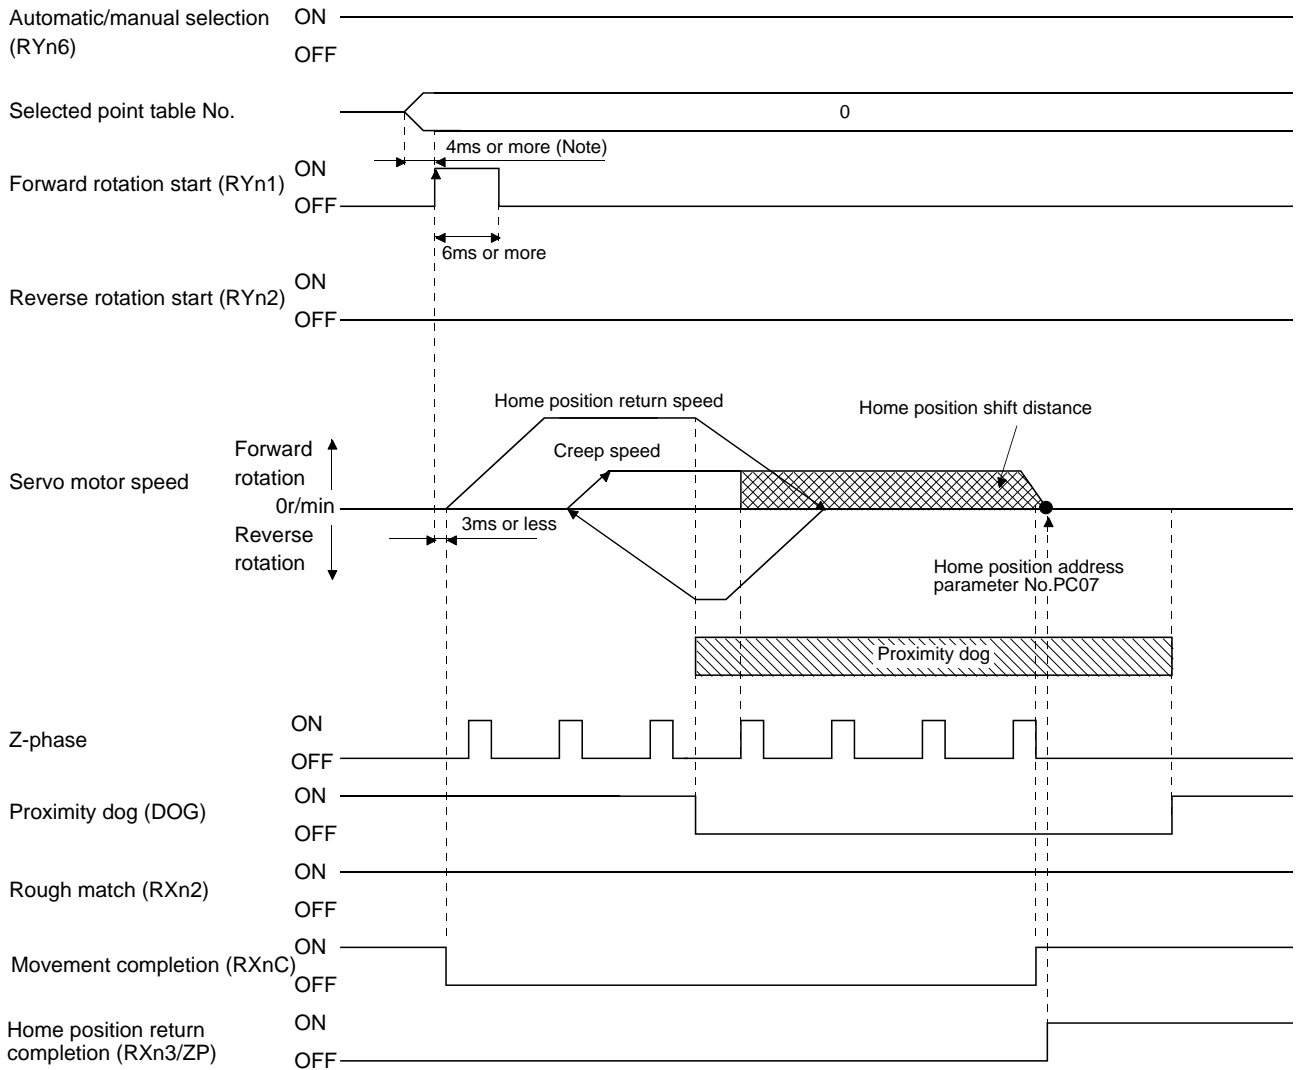 Automatic/manual selection
(RYn6)
ON
OFF
Selected point table No.
0
4ms or more (Note)
Forward rotation start (RYn1)
ON
OFF
6ms or more
Reverse rotation start (RYn2)
ON
OFF
Home position return speed
Home position shift distance
Creep speed
Servo motor speed
Forward
rotation
0r/min
Reverse
rotation
3ms or less
Home position address
parameter No.PC07
Proximity dog
Z-phase
ON
OFF
Proximity dog (DOG)
ON
OFF
Rough match (RXn2)
ON
OFF
Movement completion (RXnC)
ON
OFF
Home position return
completion (RXn3/ZP)
ON
OFF